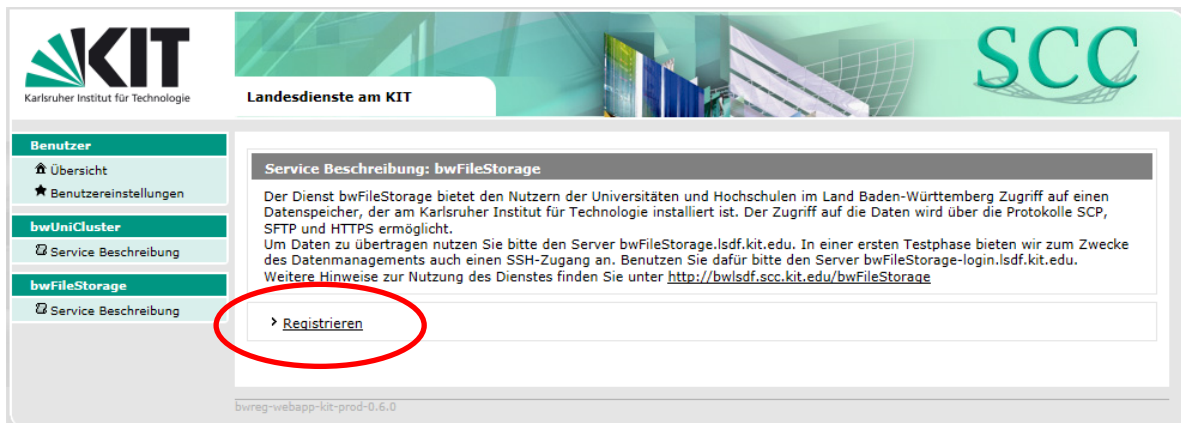 KIT
Karlsruher Institut für Technologie
Landesdienste am KIT
SCC
Benutzer
Übersicht
Benutzereinstellungen
bwUniCluster
Service Beschreibung
bwFileStorage
Service Beschreibung
Service Beschreibung: bwFileStorage
Der Dienst bwFileStorage bietet den Nutzern der Universitäten und Hochschulen im Land Baden-Württemberg Zugriff auf einen
Datenspeicher, der am Karlsruher Institut für Technologie installiert ist. Der Zugriff auf die Daten wird über die Protokolle SCP,
SFTP und HTTPS ermöglicht.
Um Daten zu übertragen nutzen Sie bitte den Server bwFileStorage.lsdf.kit.edu. In einer ersten Testphase bieten wir zum Zwecke
des Datenmanagements auch einen SSH-Zugang an. Benutzen Sie dafür bitte den Server bwFileStorage-login.lsdf.kit.edu.
Weitere Hinweise zur Nutzung des Dienstes finden Sie unter http://bwlsdf.scc.kit.edu/bwFileStorage
Registrieren
bwreg-webapp-kit-prod-0.6.0